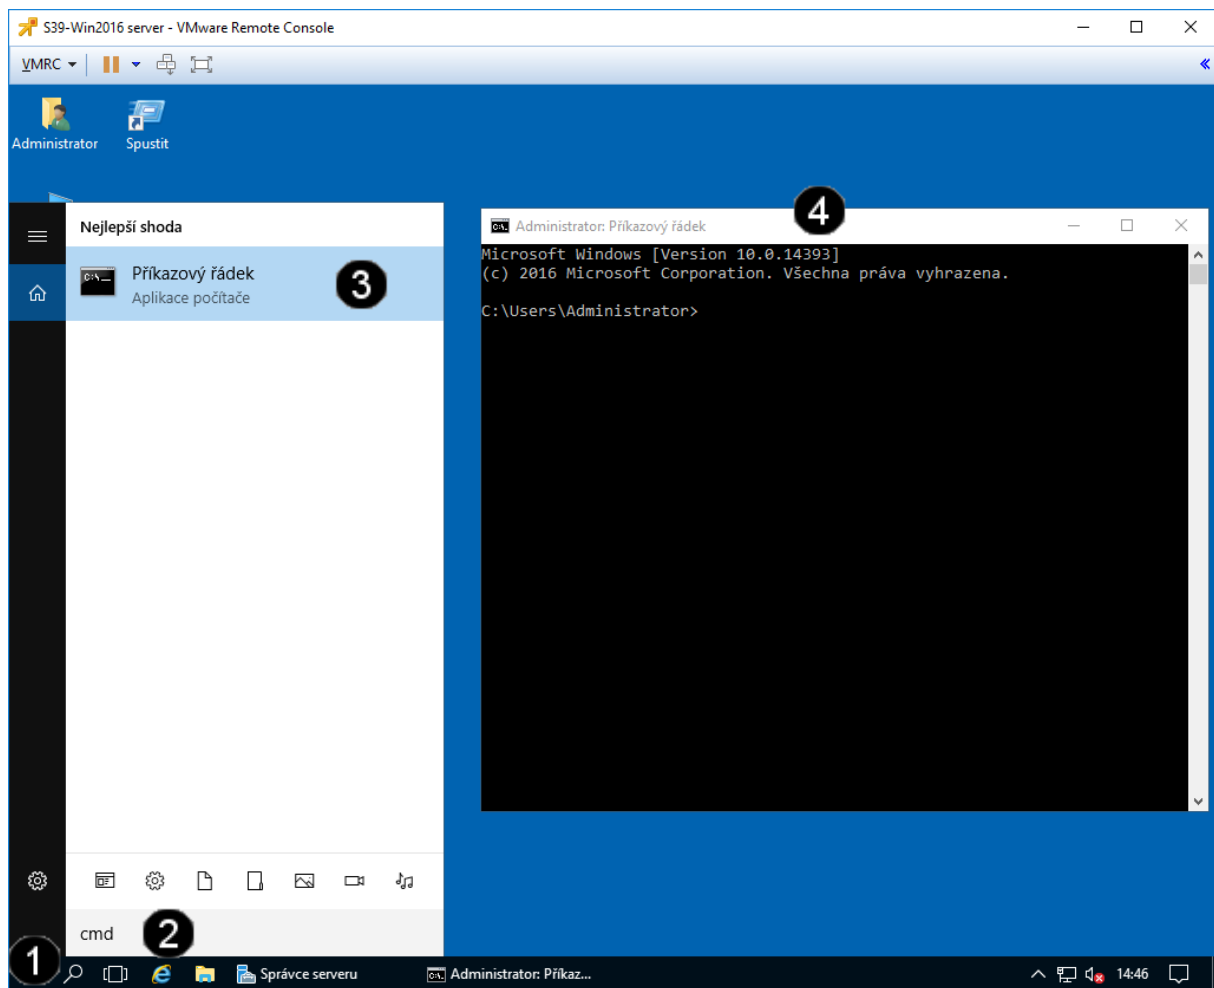 S39-Win2016 server - VMware Remote Console
VMRC
Administrator
Spustit
Nejlepší shoda
Příkazový řádek
Aplikace počítače
3
4
Administrator: Příkazový řádek
Microsoft Windows [Version 10.0.14393]
(c) 2016 Microsoft Corporation. Všechna práva vyhrazena.
C:\Users\Administrator>
cmd
2
1
Správce serveru
Administrator: Příkaz...
14:46